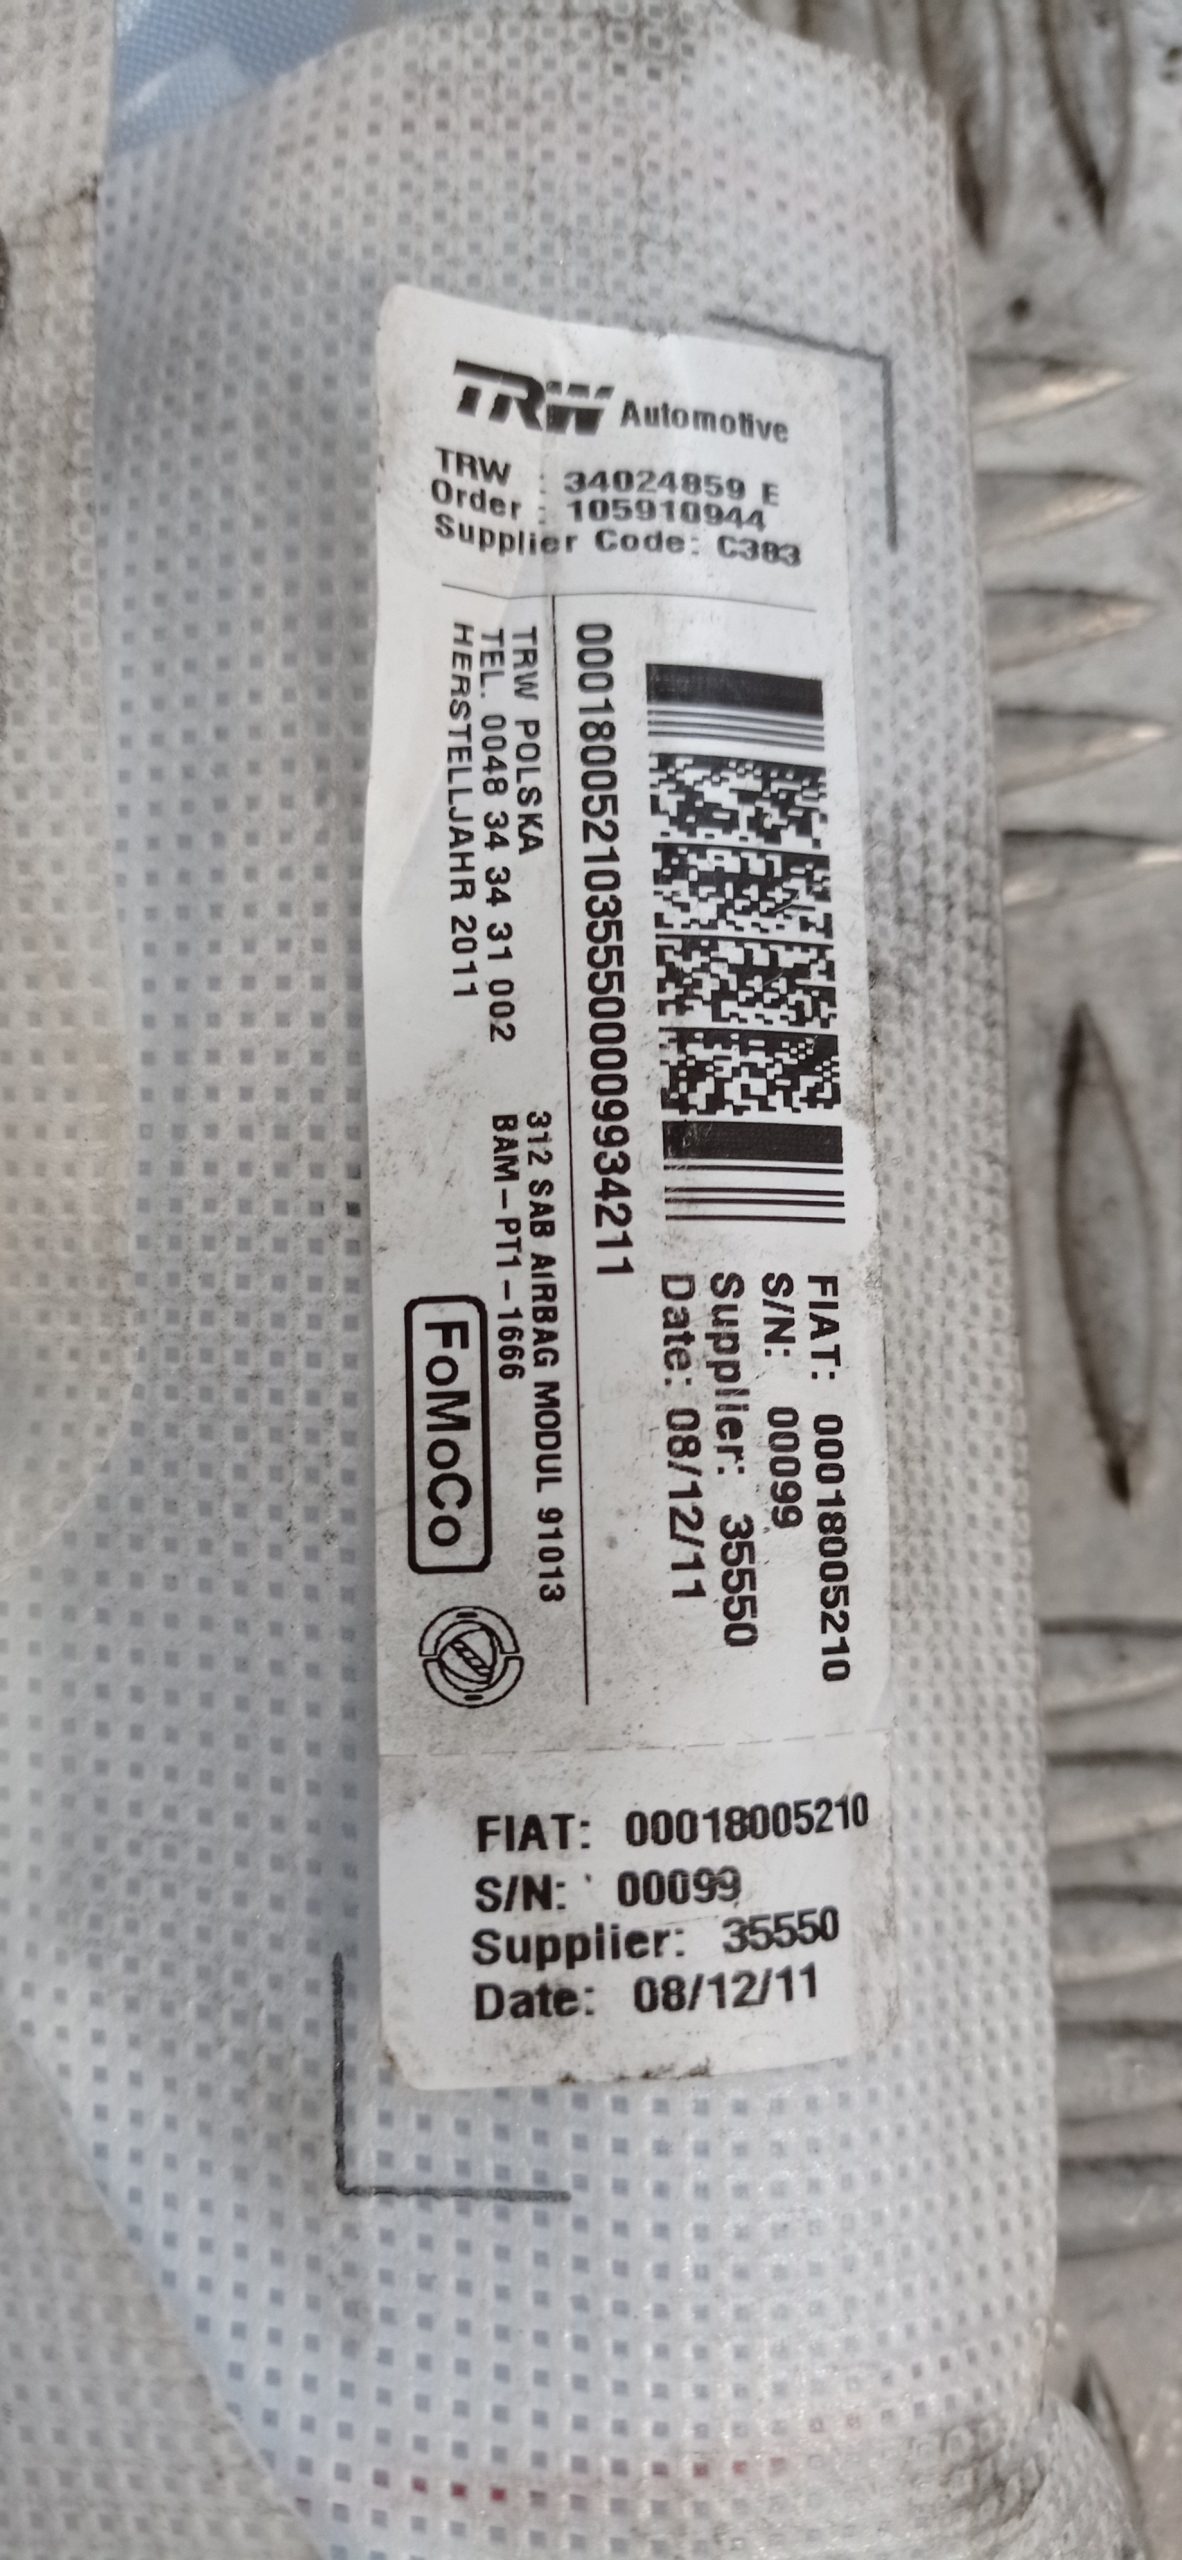 TRW Automotive
TRW : 34024859 E
Order : 105910944
Supplier Code: C383
FIAT: 00018005210
S/N: 00099
Supplier: 35550
Date: 08/12/11
00018005210355500009934211
TRW POLSKA
TEL. 0048 34 34 31 002
HERSTELLJAHR 2011
312 SAB AIRBAG MODUL 91013
BAM-PT1-1666
FoMoCo
FIAT: 00018005210
S/N: 00099
Supplier: 35550
Date: 08/12/11